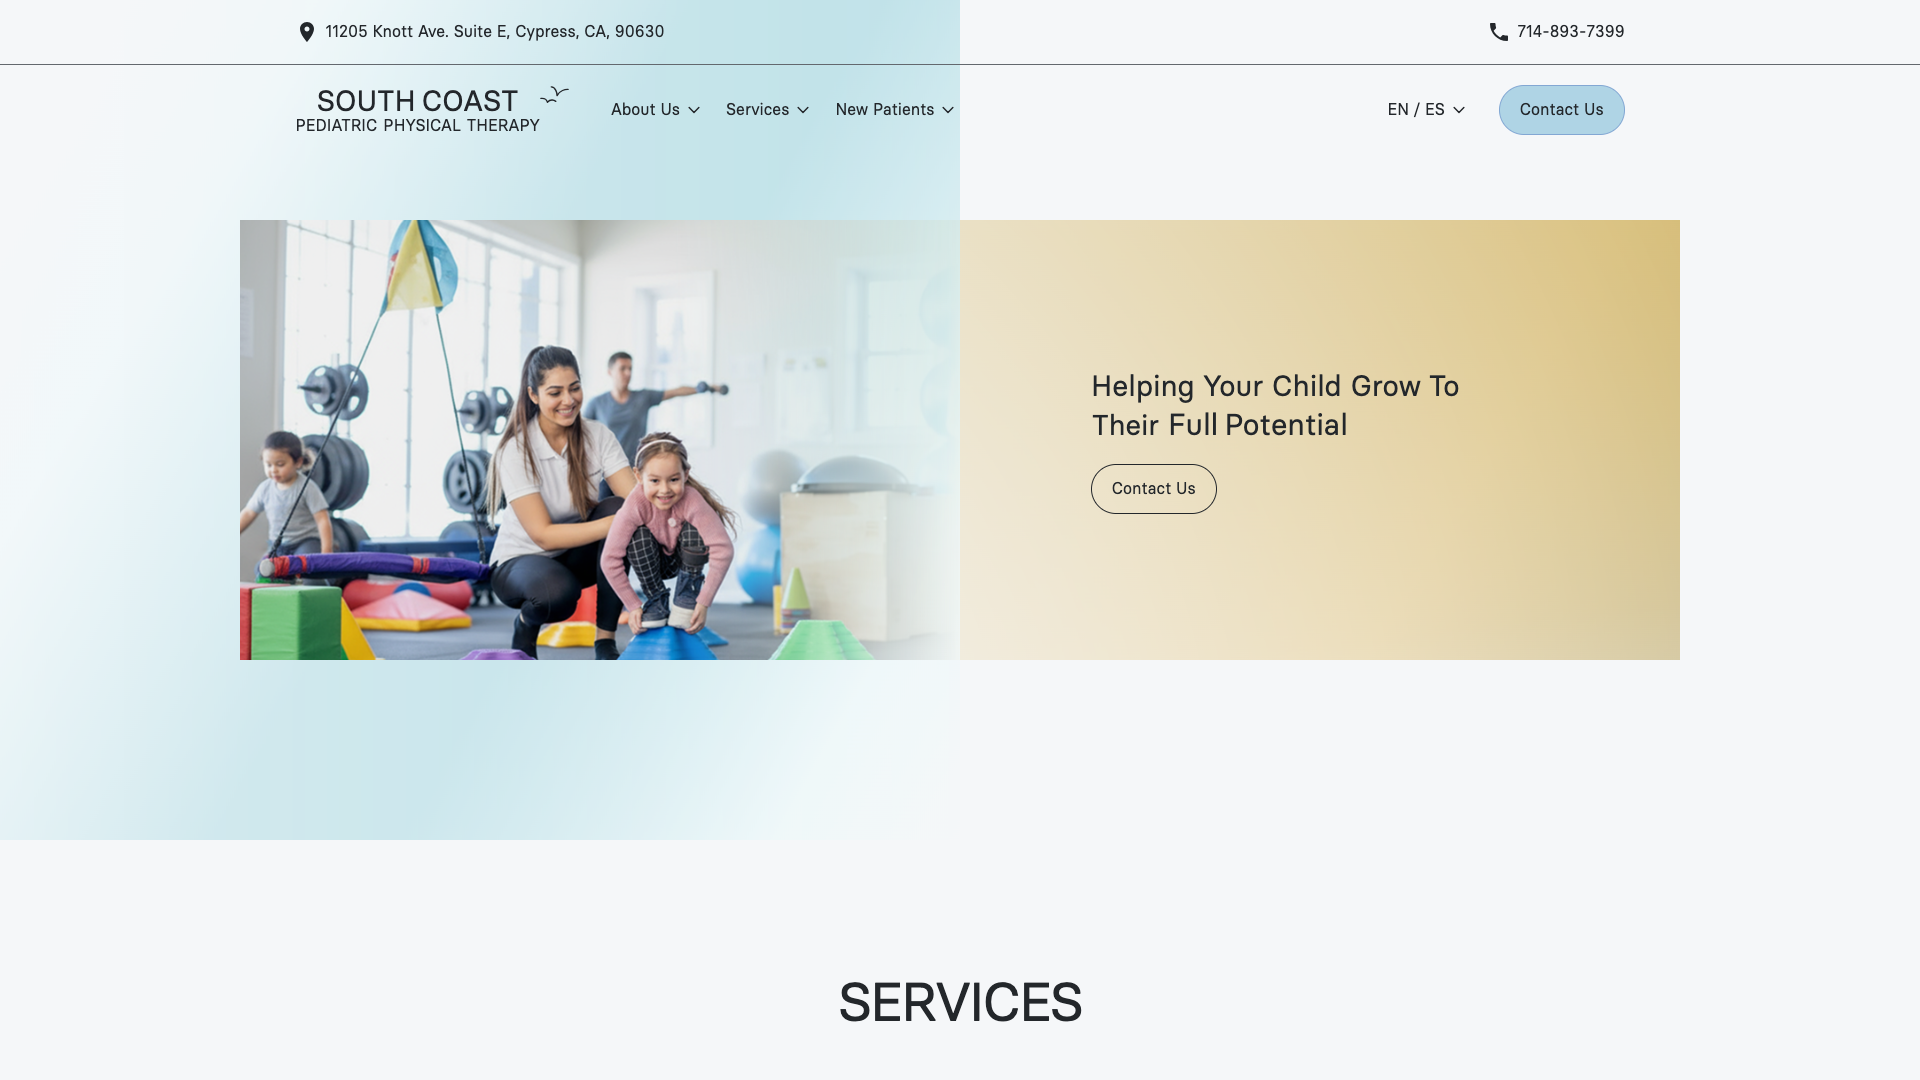 11205 Knott Ave. Suite E, Cypress, CA, 90630
714-893-7399
SOUTH COAST
PEDIATRIC PHYSICAL THERAPY
About Us
Services
New Patients
EN / ES
Contact Us
Helping Your Child Grow To
Their Full Potential
Contact Us
SERVICES